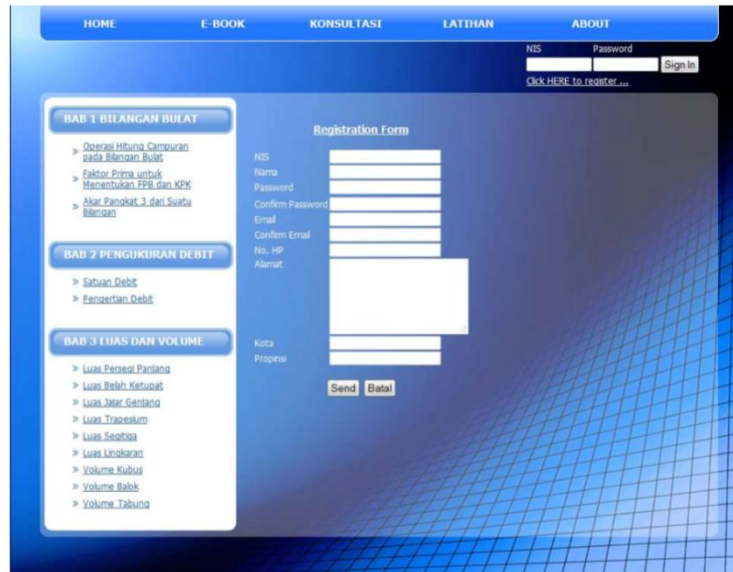 HOME E-BOOK KONSULTASI LATIHAN ABOUT
NIS Password
Sign In
Click HERE to register ...
BAB 1 BILANGAN BULAT
Operasi Hitung Campuran
pada Bilangan Bulat
Faktor Prima untuk
Menentukan FPB dan KPK
Akar Pangkat 3 dari Suatu
Bilangan
BAB 2 PENGUKURAN DEBIT
Satuan Debit
Pengertian Debit
BAB 3 LUAS DAN VOLUME
Luas Persegi Panjang
Luas Belah Ketupat
Luas Jajar Genjang
Luas Trapesium
Luas Segitiga
Luas Lingkaran
Volume Kubus
Volume Balok
Volume Tabung
Registration Form
NIS
Nama
Password
Confirm Password
Email
Confirm Email
No. HP
Alamat
Kota
Propinsi
Send Batal